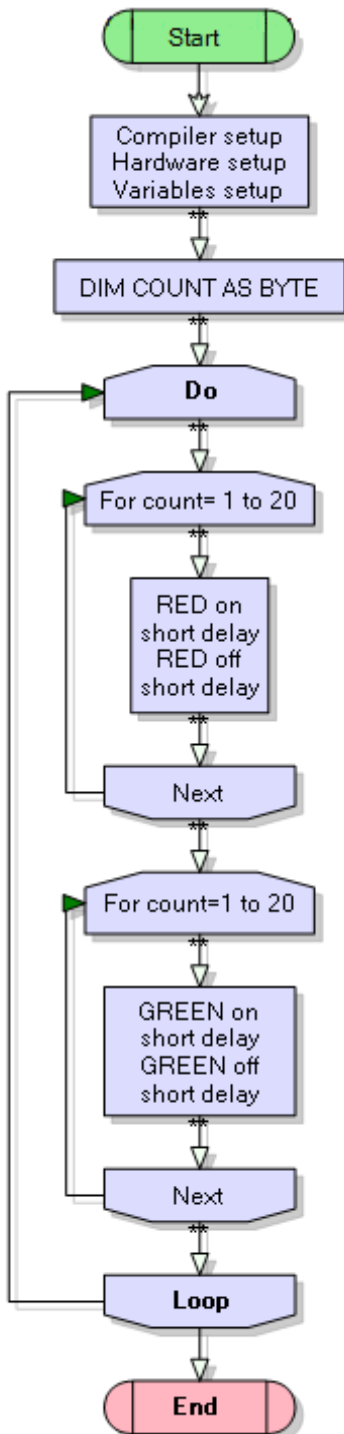 Start
Compiler setup
Hardware setup
Variables setup
**
DIM COUNT AS BYTE
**
Do
**
For count= 1 to 20
**
RED on
short delay
RED off
short delay
**
Next
**
For count=1 to 20
**
GREEN on
short delay
GREEN off
short delay
**
Next
**
Loop
End